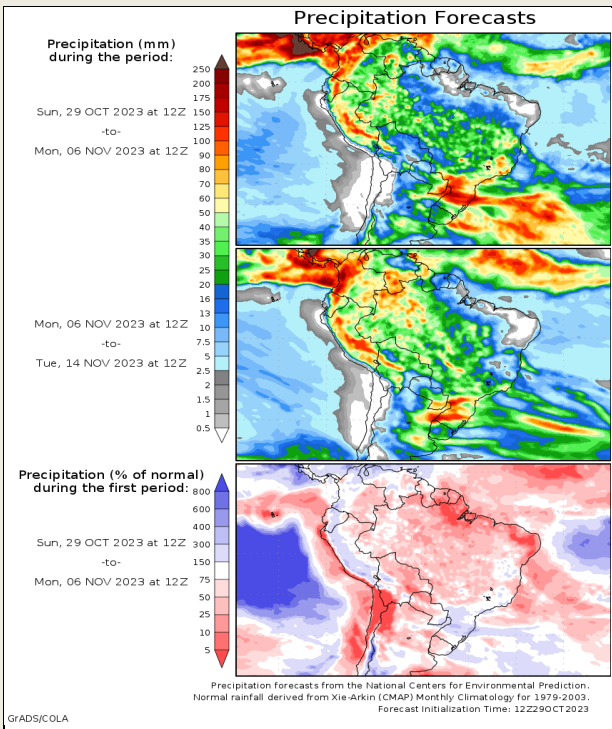 Precipitation Forecasts
Precipitation (mm)
during the period:
Sun, 29 OCT 2023 at 12Z
-to-
Mon, 06 NOV 2023 at 12Z
250
200
175
150
125
100
90
80
70
60
50
40
35
30
25
20
16
13
10
7.5
5
2.5
2
1.5
1
0.5
Mon, 06 NOV 2023 at 12Z
-to-
Tue, 14 NOV 2023 at 12Z
Precipitation (% of normal)
during the first period:
Sun, 29 OCT 2023 at 12Z
-to-
Mon, 06 NOV 2023 at 12Z
800
600
400
300
150
75
50
25
10
5
Precipitation forecasts from the National Centers for Environmental Prediction.
Normal rainfall derived from Xie-Arkin (CMAP) Monthly Climatology for 1979-2003.
Forecast Initialization Time: 12Z29OCT2023
GrADS/COLA